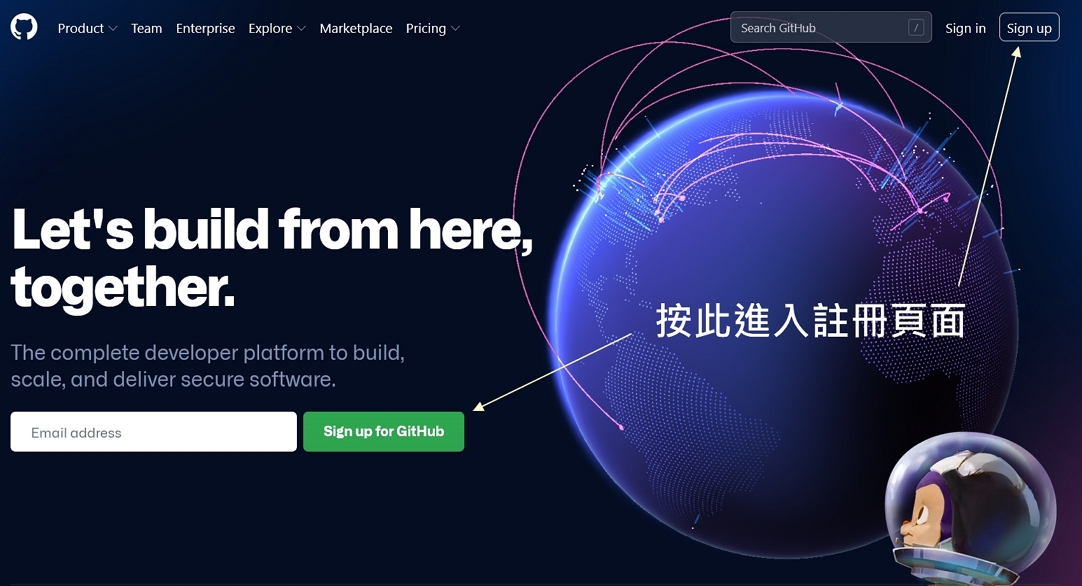 Product Team Enterprise Explore Marketplace Pricing Search GitHub / Sign in Sign up
Let's build from here,
together.
按此進入註冊頁面
The complete developer platform to build,
scale, and deliver secure software.
Email address Sign up for GitHub